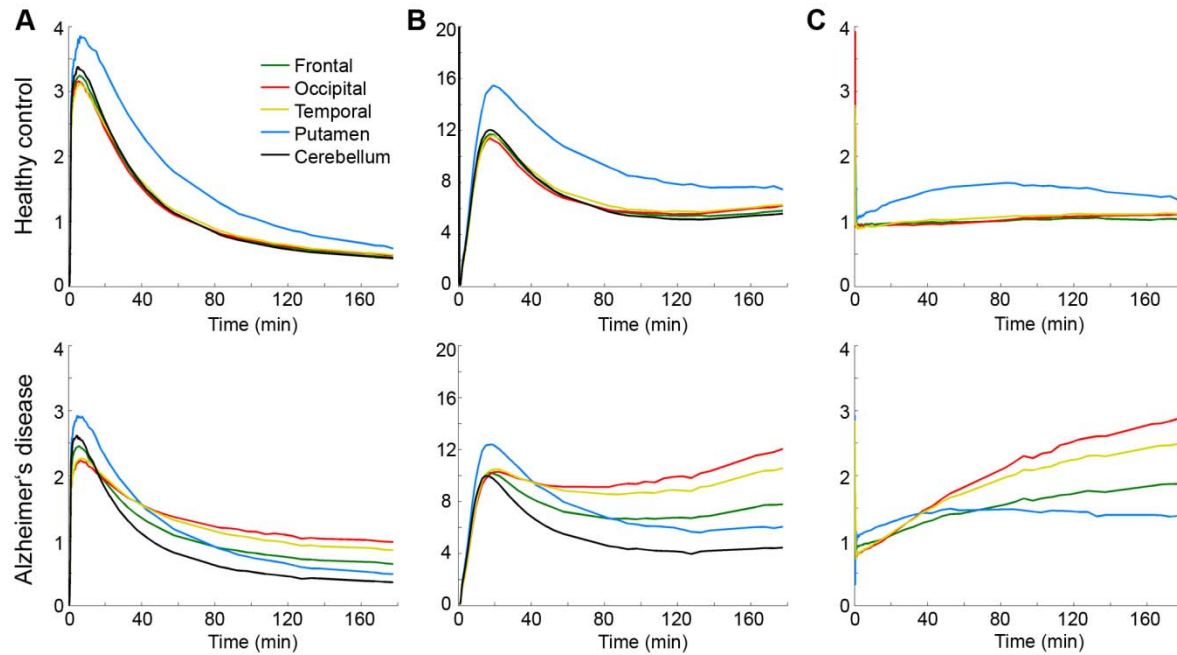 A
B
C
Healthy control
4
3
2
1
0
0 40 80 120 160
Time (min)
Frontal
Occipital
Temporal
Putamen
Cerebellum
20
16
12
8
4
0
0 40 80 120 160
Time (min)
4
3
2
1
0
0 40 80 120 160
Time (min)
Alzheimer's disease
4
3
2
1
0
0 40 80 120 160
Time (min)
20
16
12
8
4
0
0 40 80 120 160
Time (min)
4
3
2
1
0
0 40 80 120 160
Time (min)